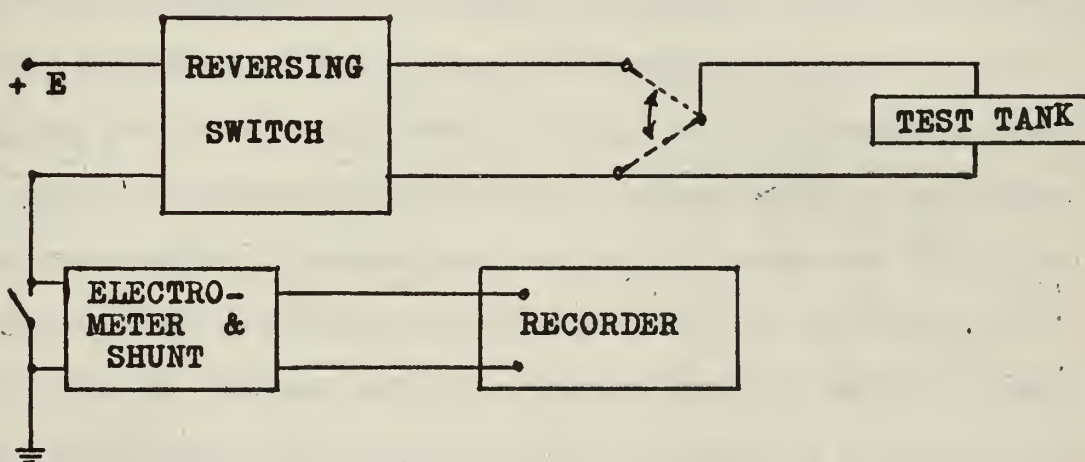 + E
REVERSING
SWITCH
TEST TANK
ELECTRO-
METER &
SHUNT
RECORDER